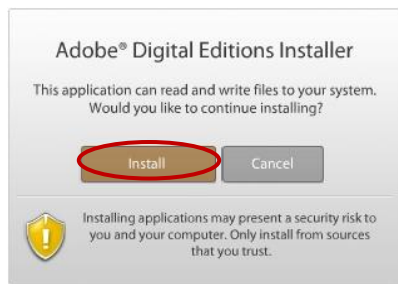 Adobe® Digital Editions Installer
This application can read and write files to your system.
Would you like to continue installing?
Install
Cancel
Installing applications may present a security risk to
you and your computer. Only install from sources
that you trust.